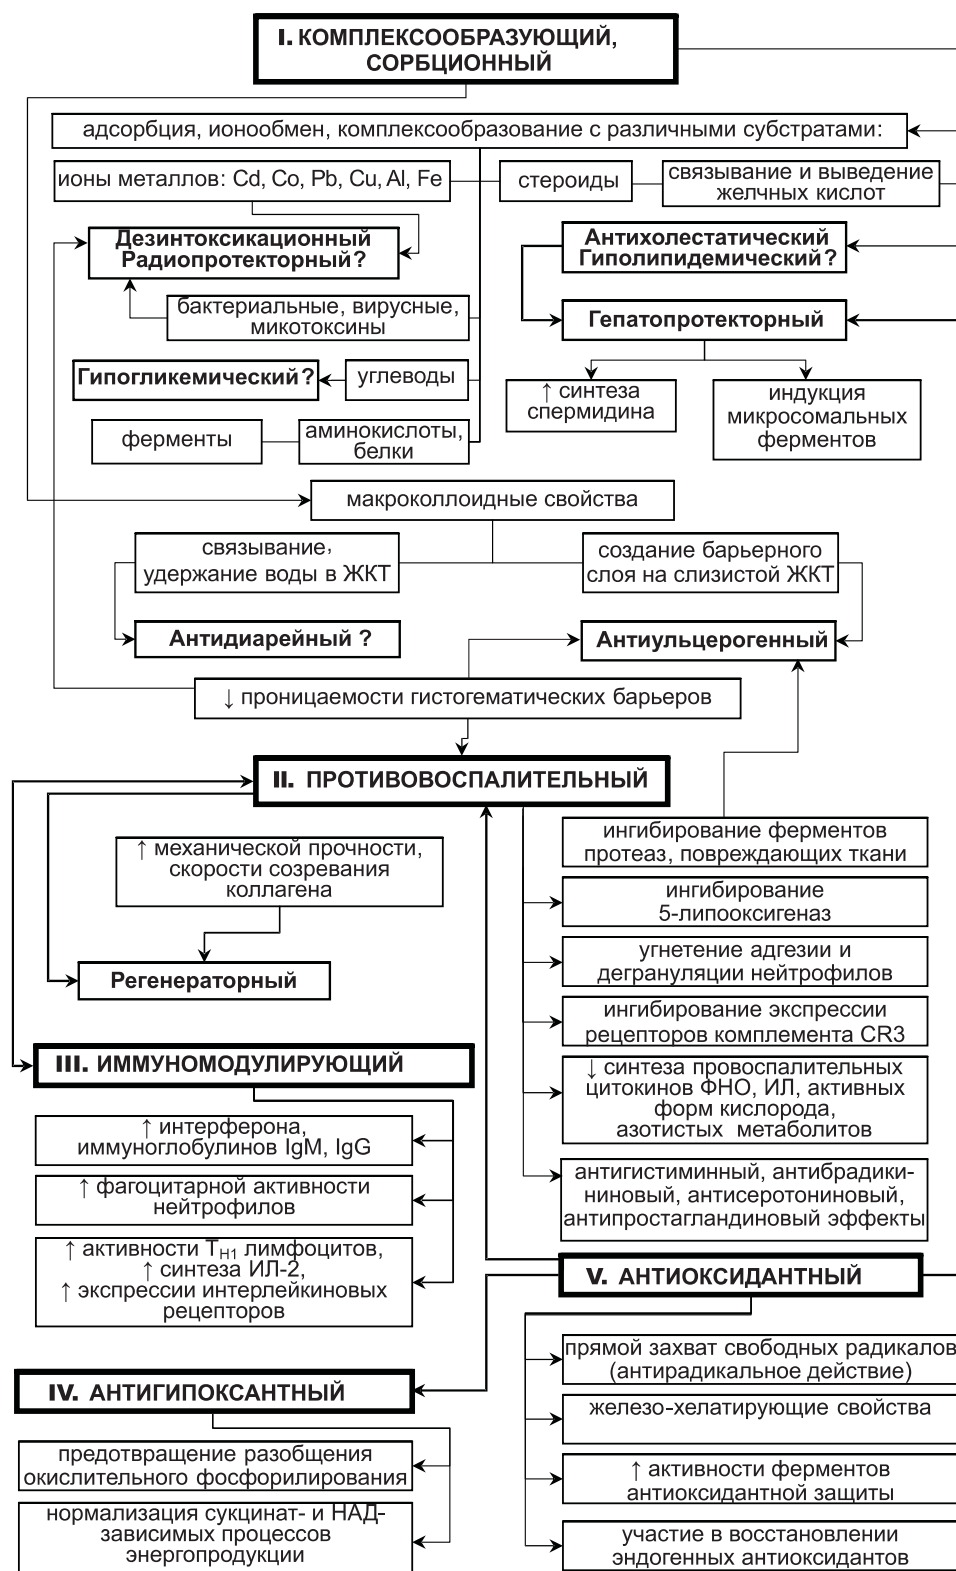 I. КОМПЛЕКСООБРАЗУЮЩИЙ,
СОРБЦИОННЫЙ
адсорбция, ионообмен, комплексообразование с различными субстратами:
ионы металлов: Cd, Co, Pb, Cu, Al, Fe
стероиды
связывание и выведение
желчных кислот
Дезинтоксикационный
Радиопротекторный?
Антихолестатический
Гиполипидемический?
бактериальные, вирусные,
микотоксины
Гепатопротекторный
Гипогликемический?
углеводы
↑ синтеза
спермидина
индукция
микросомальных
ферментов
ферменты
аминокислоты,
белки
макроколлоидные свойства
связывание,
удержание воды в ЖКТ
создание барьерного
слоя на слизистой ЖКТ
Антидиарейный ?
Антиульцерогенный
↓ проницаемости гистогематических барьеров
II. ПРОТИВОВОСПАЛИТЕЛЬНЫЙ
↑ механической прочности,
скорости созревания
коллагена
Регенераторный
ингибирование ферментов
протеаз, повреждающих ткани
ингибирование
5-липооксигеназ
угнетение адгезии и
дегрануляции нейтрофилов
ингибирование экспрессии
рецепторов комплемента CR3
↓ синтеза провоспалительных
цитокинов ФНО, ИЛ, активных
форм кислорода,
азотистых метаболитов
антигистиминный, антибрадики-
ниновый, антисеротониновый,
антипростагландиновый эффекты
III. ИММУНОМОДУЛИРУЮЩИЙ
↑ интерферона,
иммуноглобулинов IgM, IgG
↑ фагоцитарной активности
нейтрофилов
↑ активности TH1 лимфоцитов,
↑ синтеза ИЛ-2,
↑ экспрессии интерлейкиновых
рецепторов
V. АНТИОКСИДАНТНЫЙ
прямой захват свободных радикалов
(антирадикальное действие)
железо-хелатирующие свойства
↑ активности ферментов
антиоксидантной защиты
участие в восстановлении
эндогенных антиоксидантов
IV. АНТИГИПОКСАНТНЫЙ
предотвращение разобщения
окислительного фосфорилирования
нормализация сукцинат- и НАД-
зависимых процессов
энергопродукции